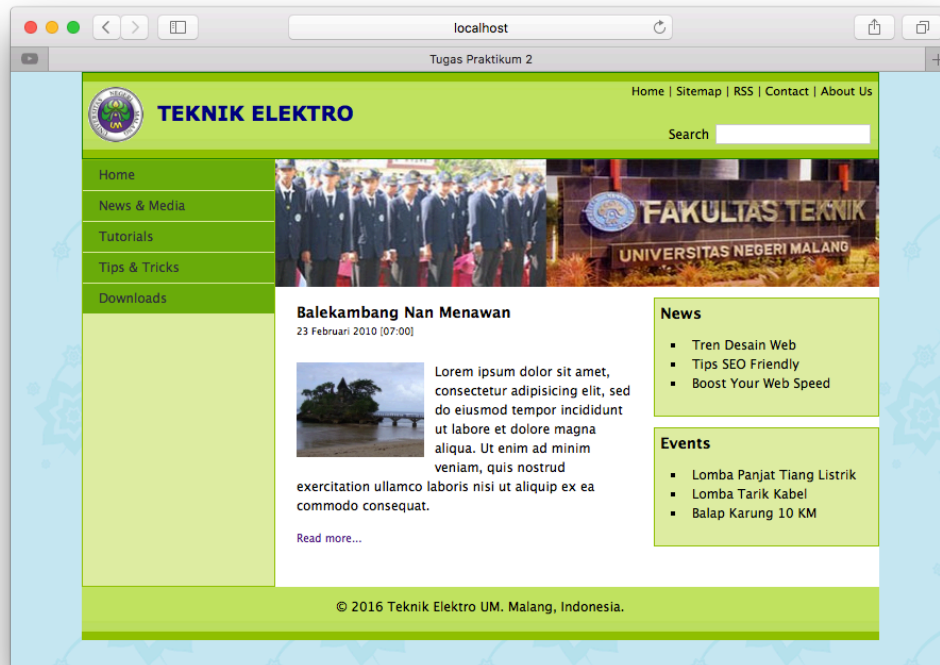 localhost
Tugas Praktikum 2
Home | Sitemap | RSS | Contact | About Us
UNIVERSITAS NEGERI MALANG
UM
TEKNIK ELEKTRO
Search
Home
News & Media
Tutorials
Tips & Tricks
Downloads
FAKULTAS TEKNIK
UNIVERSITAS NEGERI MALANG
Balekambang Nan Menawan
23 Februari 2010 [07:00]
Lorem ipsum dolor sit amet,
consectetur adipisicing elit, sed
do eiusmod tempor incididunt
ut labore et dolore magna
aliqua. Ut enim ad minim
veniam, quis nostrud
exercitation ullamco laboris nisi ut aliquip ex ea
commodo consequat.
Read more...
News
Tren Desain Web
Tips SEO Friendly
Boost Your Web Speed
Events
Lomba Panjat Tiang Listrik
Lomba Tarik Kabel
Balap Karung 10 KM
© 2016 Teknik Elektro UM. Malang, Indonesia.